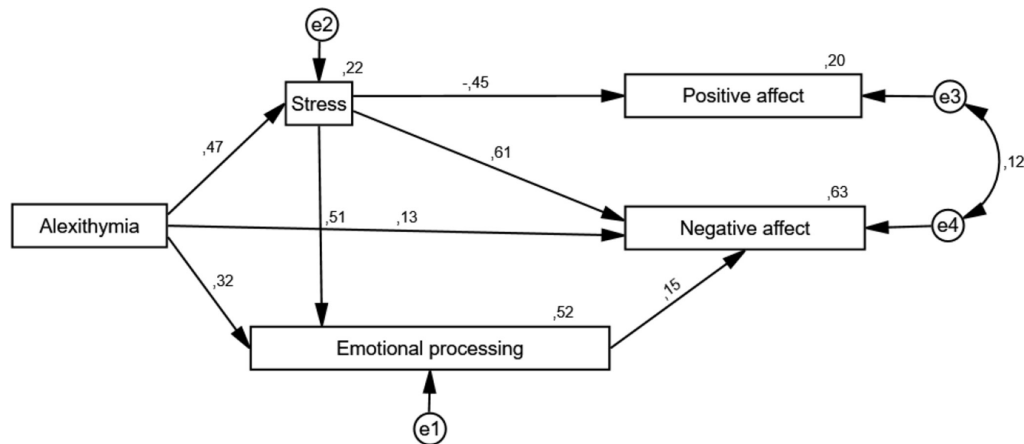 e2
,22
,20
Stress
-,45
Positive affect
e3
,47
,61
,12
,63
Alexithymia
,51
,13
Negative affect
e4
,32
,15
,52
Emotional processing
e1